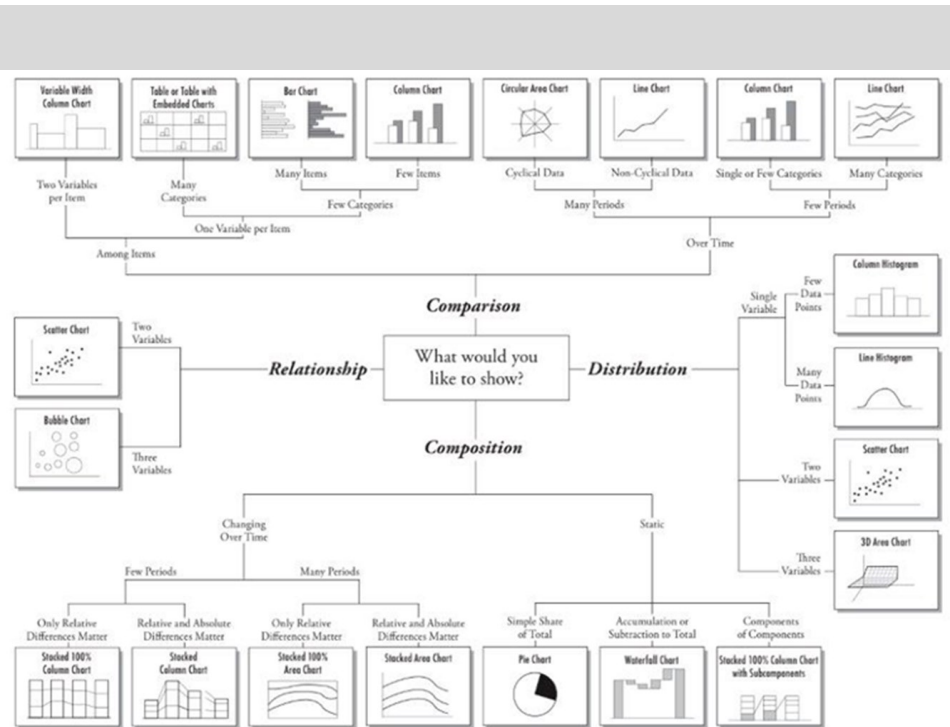 Variable Width
Column Chart
Table or Table with
Embedded Charts
Bar Chart
Column Chart
Circular Area Chart
Line Chart
Column Chart
Line Chart
Two Variables
per Item
Many
Categories
Many Items
Few Items
Cyclical Data
Non-Cyclical Data
Single or Few Categories
Many Categories
Few Categories
Many Periods
Few Periods
One Variable per Item
Over Time
Among Items
Comparison
What would you
like to show?
Relationship
Two
Variables
Scatter Chart
Bubble Chart
Three
Variables
Distribution
Single
Variable
Few
Data
Points
Column Histogram
Many
Data
Points
Line Histogram
Two
Variables
Scatter Chart
Three
Variables
3D Area Chart
Composition
Changing
Over Time
Static
Few Periods
Many Periods
Only Relative
Differences Matter
Relative and Absolute
Differences Matter
Only Relative
Differences Matter
Relative and Absolute
Differences Matter
Simple Share
of Total
Accumulation or
Subtraction to Total
Components
of Components
Stacked 100%
Column Chart
Stacked
Column Chart
Stacked 100%
Area Chart
Stacked Area Chart
Pie Chart
Waterfall Chart
Stacked 100% Column Chart
with Subcomponents